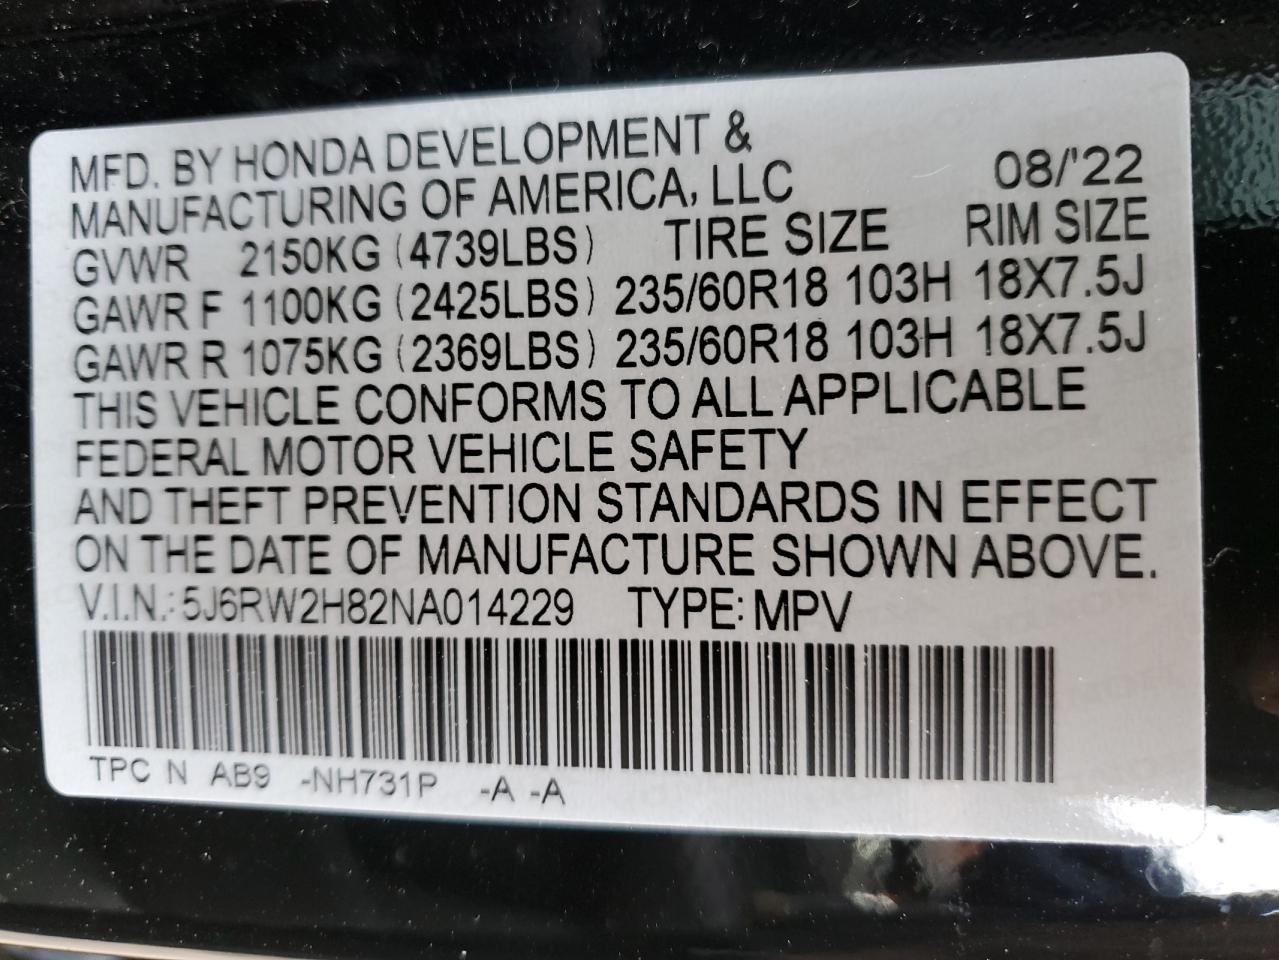 MFD. BY HONDA DEVELOPMENT &
MANUFACTURING OF AMERICA, LLC 08/'22
GVWR 2150KG (4739LBS) TIRE SIZE RIM SIZE
GAWR F 1100KG (2425LBS) 235/60R18 103H 18X7.5J
GAWR R 1075KG (2369LBS) 235/60R18 103H 18X7.5J
THIS VEHICLE CONFORMS TO ALL APPLICABLE
FEDERAL MOTOR VEHICLE SAFETY
AND THEFT PREVENTION STANDARDS IN EFFECT
ON THE DATE OF MANUFACTURE SHOWN ABOVE.
V.I.N.: 5J6RW2H82NA014229 TYPE: MPV
TPC N AB9 -NH731P -A -A